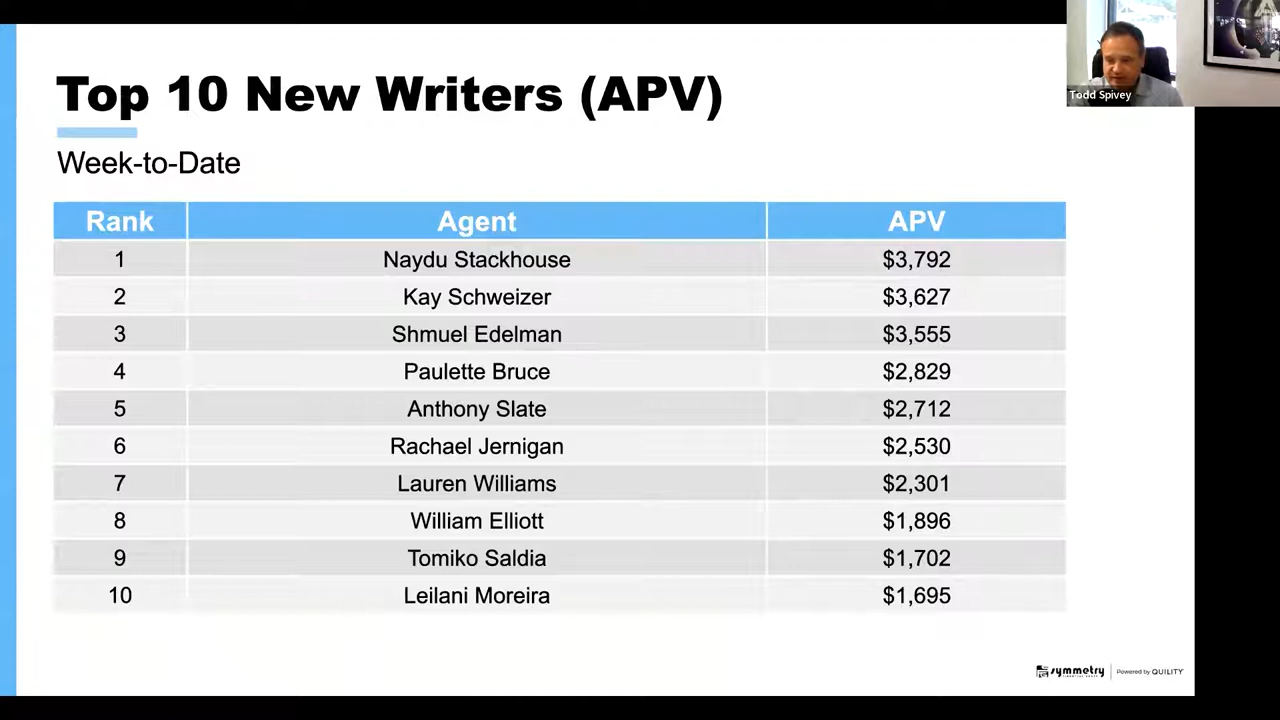 Top 10 New Writers (APV)
Todd Spivey
Week-to-Date
Rank Agent APV
1 Naydu Stackhouse $3,792
2 Kay Schweizer $3,627
3 Shmuel Edelman $3,555
4 Paulette Bruce $2,829
5 Anthony Slate $2,712
6 Rachael Jernigan $2,530
7 Lauren Williams $2,301
8 William Elliott $1,896
9 Tomiko Saldia $1,702
10 Leilani Moreira $1,695
symmetry Powered by QUILITY